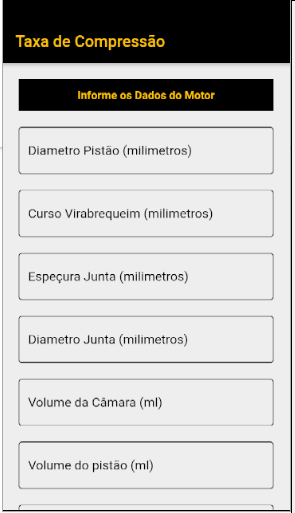 Taxa de Compressão
Informe os Dados do Motor
Diametro Pistão (milimetros)
Curso Virabrequeim (milimetros)
Espeçura Junta (milimetros)
Diametro Junta (milimetros)
Volume da Câmara (ml)
Volume do pistão (ml)